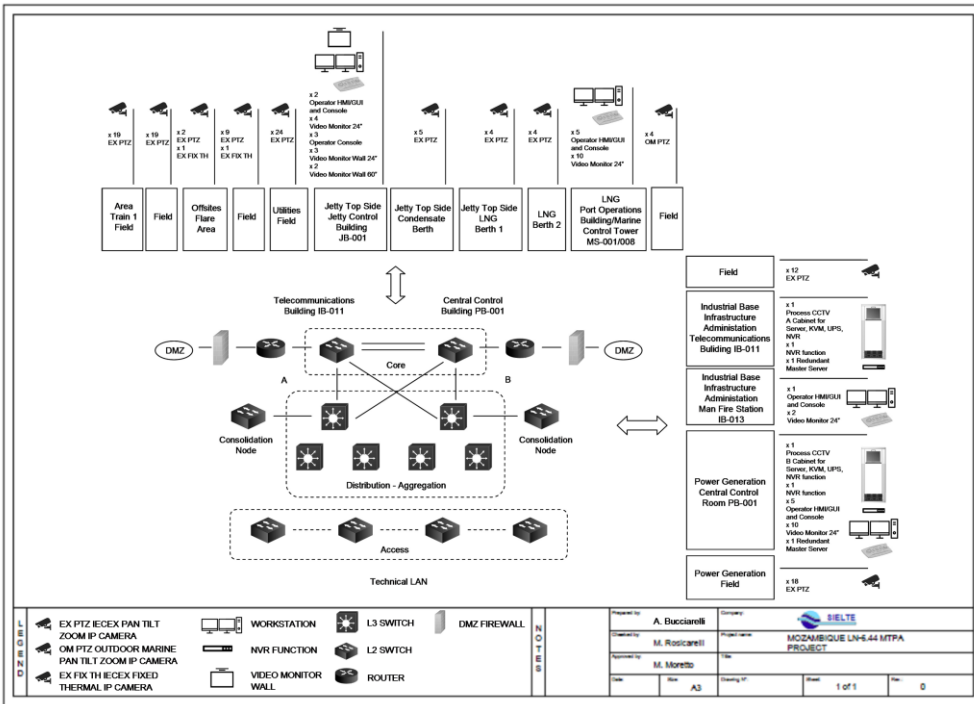 x 19
EX PTZ
x 19
EX PTZ
x 2
EX PTZ
x 1
EX FIX TH
x 9
EX PTZ
x 1
EX FIX TH
x 24
EX PTZ
x 2
Operator HMI/GUI
and Console
x 4
Video Monitor 24"
x 3
Operator Console
x 3
Video Monitor Wall 24"
x 2
Video Monitor Wall 60"
x 5
EX PTZ
x 4
EX PTZ
x 4
EX PTZ
x 5
Operator HMI/GUI
and Console
x 10
Video Monitor 24"
x 4
OM PTZ
Area
Train 1
Field
Field
Offsites
Flare
Area
Field
Utilities
Field
Jetty Top Side
Jetty Control
Building
JB-001
Jetty Top Side
Condensate
Berth
Jetty Top Side
LNG
Berth 1
LNG
Berth 2
LNG
Port Operations
Building/Marine
Control Tower
MS-001/008
Field
Field
x 12
EX PTZ
Industrial Base
Infrastructure
Administation
Telecommunications
Buliding IB-011
x 1
Process CCTV
A Cabinet for
Server, KVM, UPS,
NVR
x 1
NVR function
x 1 Redundant
Master Server
Industrial Base
Infrastructure
Administation
Man Fire Station
IB-013
x 1
Operator HMI/GUI
and Console
x 2
Video Monitor 24"
Power Generation
Central Control
Room PB-001
x 1
Process CCTV
B Cabinet for
Server, KVM, UPS,
NVR function
x 1
NVR function
x 5
Operator HMI/GUI
and Console
x 10
Video Monitor 24"
x 1 Redundant
Master Server
Power Generation
Field
x 18
EX PTZ
Telecommunications
Building IB-011
Central Control
Building PB-001
DMZ
DMZ
Core
A
B
Consolidation
Node
Consolidation
Node
Distribution - Aggregation
Access
Technical LAN
LEGEND
EX PTZ IECEX PAN TILT
ZOOM IP CAMERA
OM PTZ OUTDOOR MARINE
PAN TILT ZOOM IP CAMERA
EX FIX TH IECEX FIXED
THERMAL IP CAMERA
WORKSTATION
NVR FUNCTION
VIDEO MONITOR
WALL
L3 SWITCH
L2 SWTCH
ROUTER
DMZ FIREWALL
NOTES
Prepared by:
A. Bucciarelli
Company:
SIELTE
Checked by:
M. Rosicarelli
Project name:
MOZAMBIQUE LN-6.44 MTPA
PROJECT
Approved by:
M. Moretto
Title:
Date:
Size
A3
Drawing N°:
Sheet
1 of 1
Rev.:
0